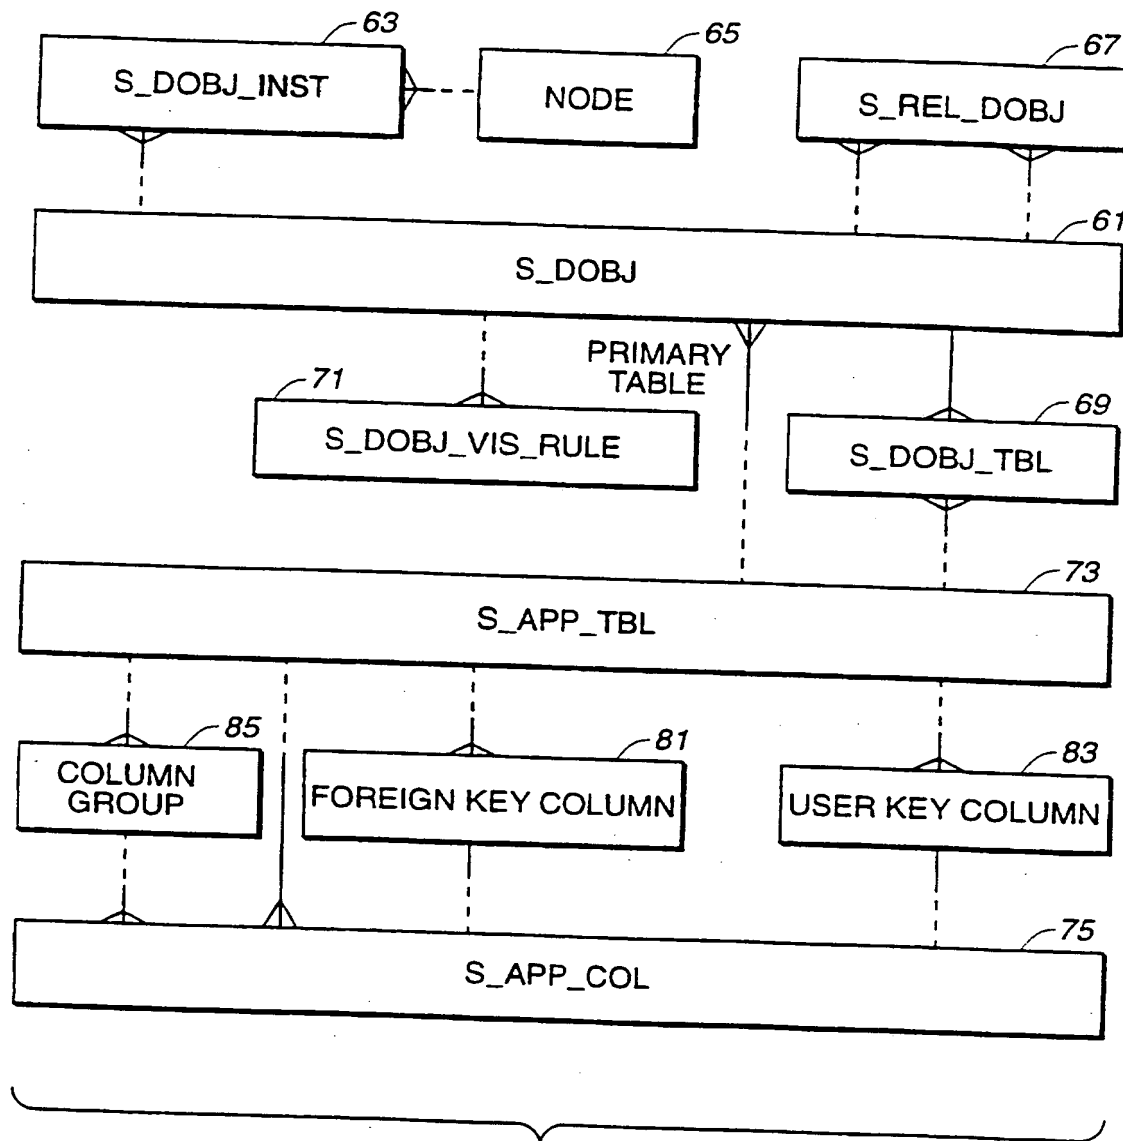 63
65
67
S_DOBJ_INST
NODE
S_REL_DOBJ
61
S_DOBJ
PRIMARY
TABLE
71
69
S_DOBJ_VIS_RULE
S_DOBJ_TBL
73
S_APP_TBL
85
81
83
COLUMN
GROUP
FOREIGN KEY COLUMN
USER KEY COLUMN
75
S_APP_COL